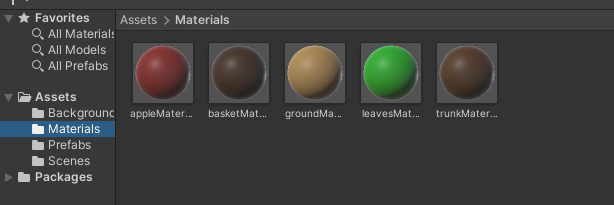 Favorites
All Materials
All Models
All Prefabs
Assets
Background
Materials
Prefabs
Scenes
Packages
Assets > Materials
appleMater...
basketMat...
groundMa...
leavesMat...
trunkMater...